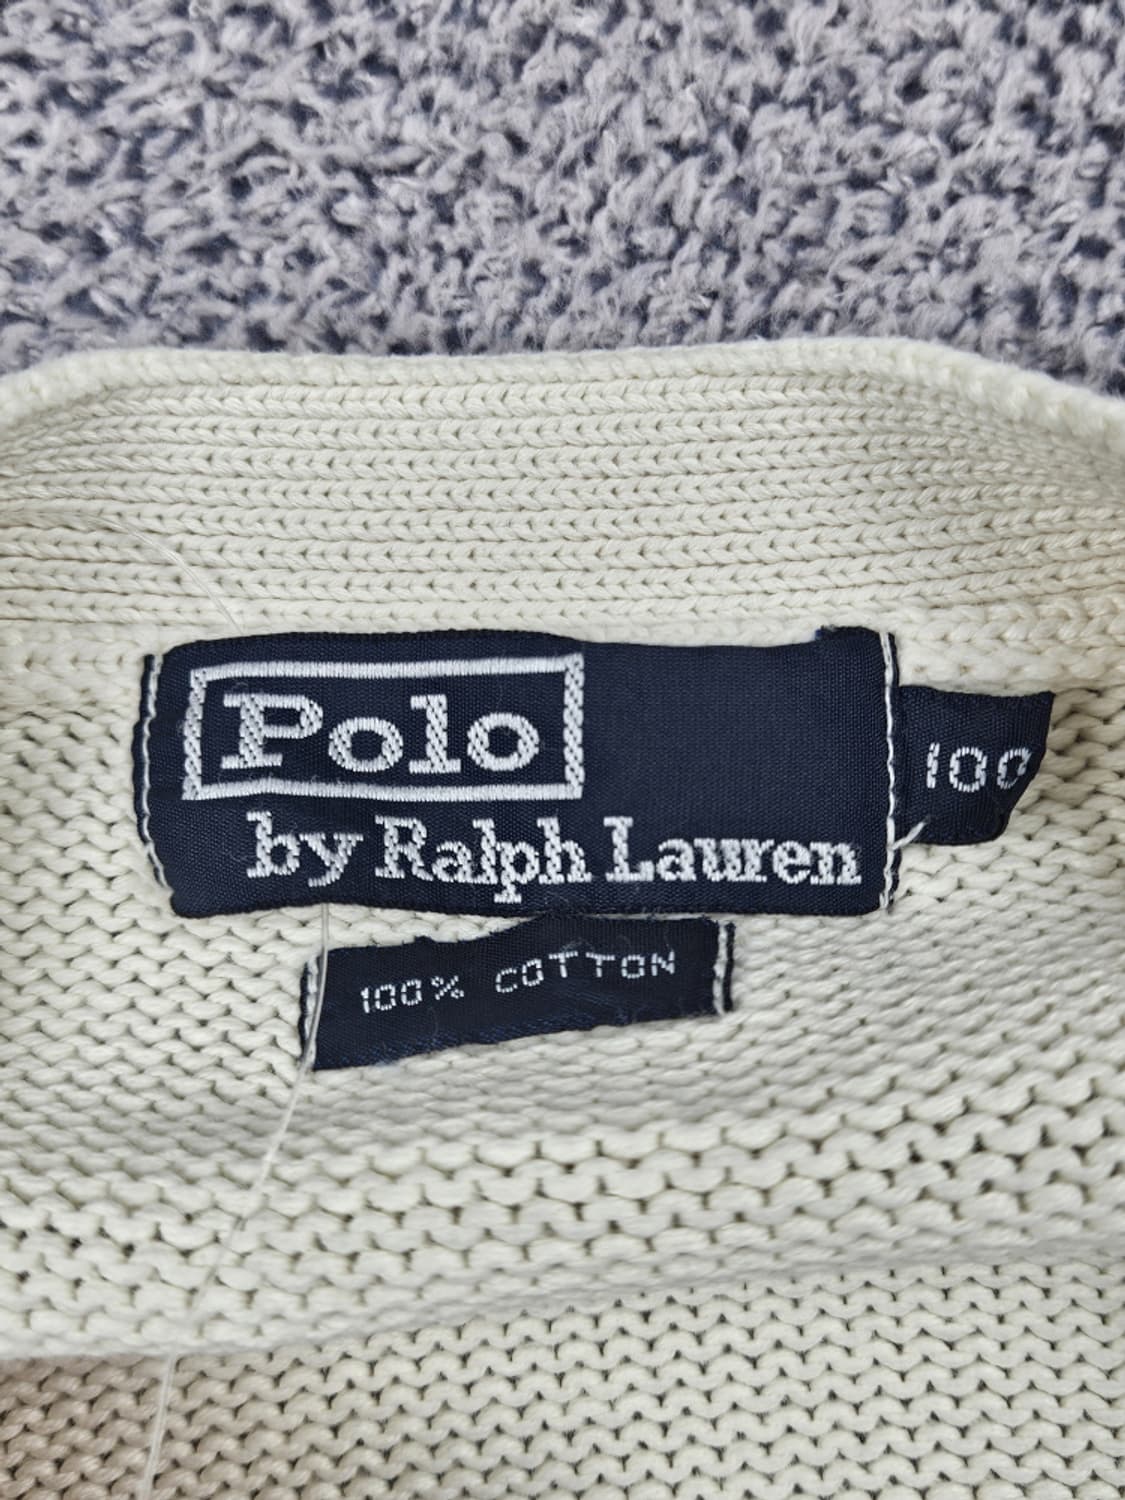 Polo
by Ralph Lauren
100
100% COTTON